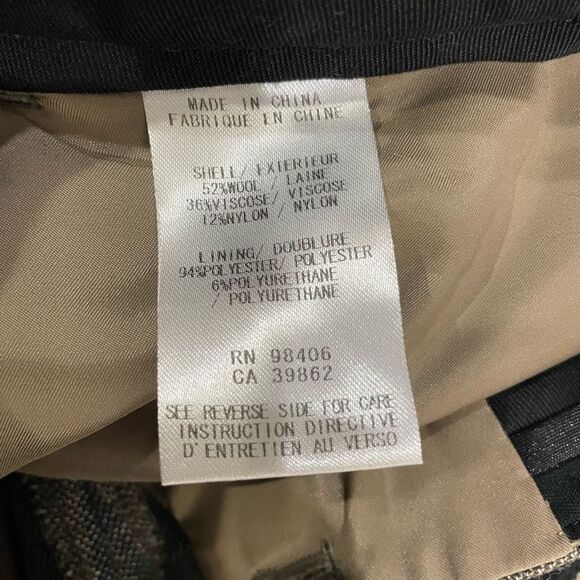 MADE IN CHINA
FABRIQUE EN CHINE
SHELL/ EXTERIEUR
52%WOOL / LAINE
36%VISCOSE/ VISCOSE
12%NYLON / NYLON
LINING/ DOUBLURE
94%POLYESTER/ POLYESTER
6%POLYURETHANE
/ POLYURETHANE
RN 98406
CA 39862
SEE REVERSE SIDE FOR CARE
INSTRUCTION DIRECTIVE
D'ENTRETIEN AU VERSO